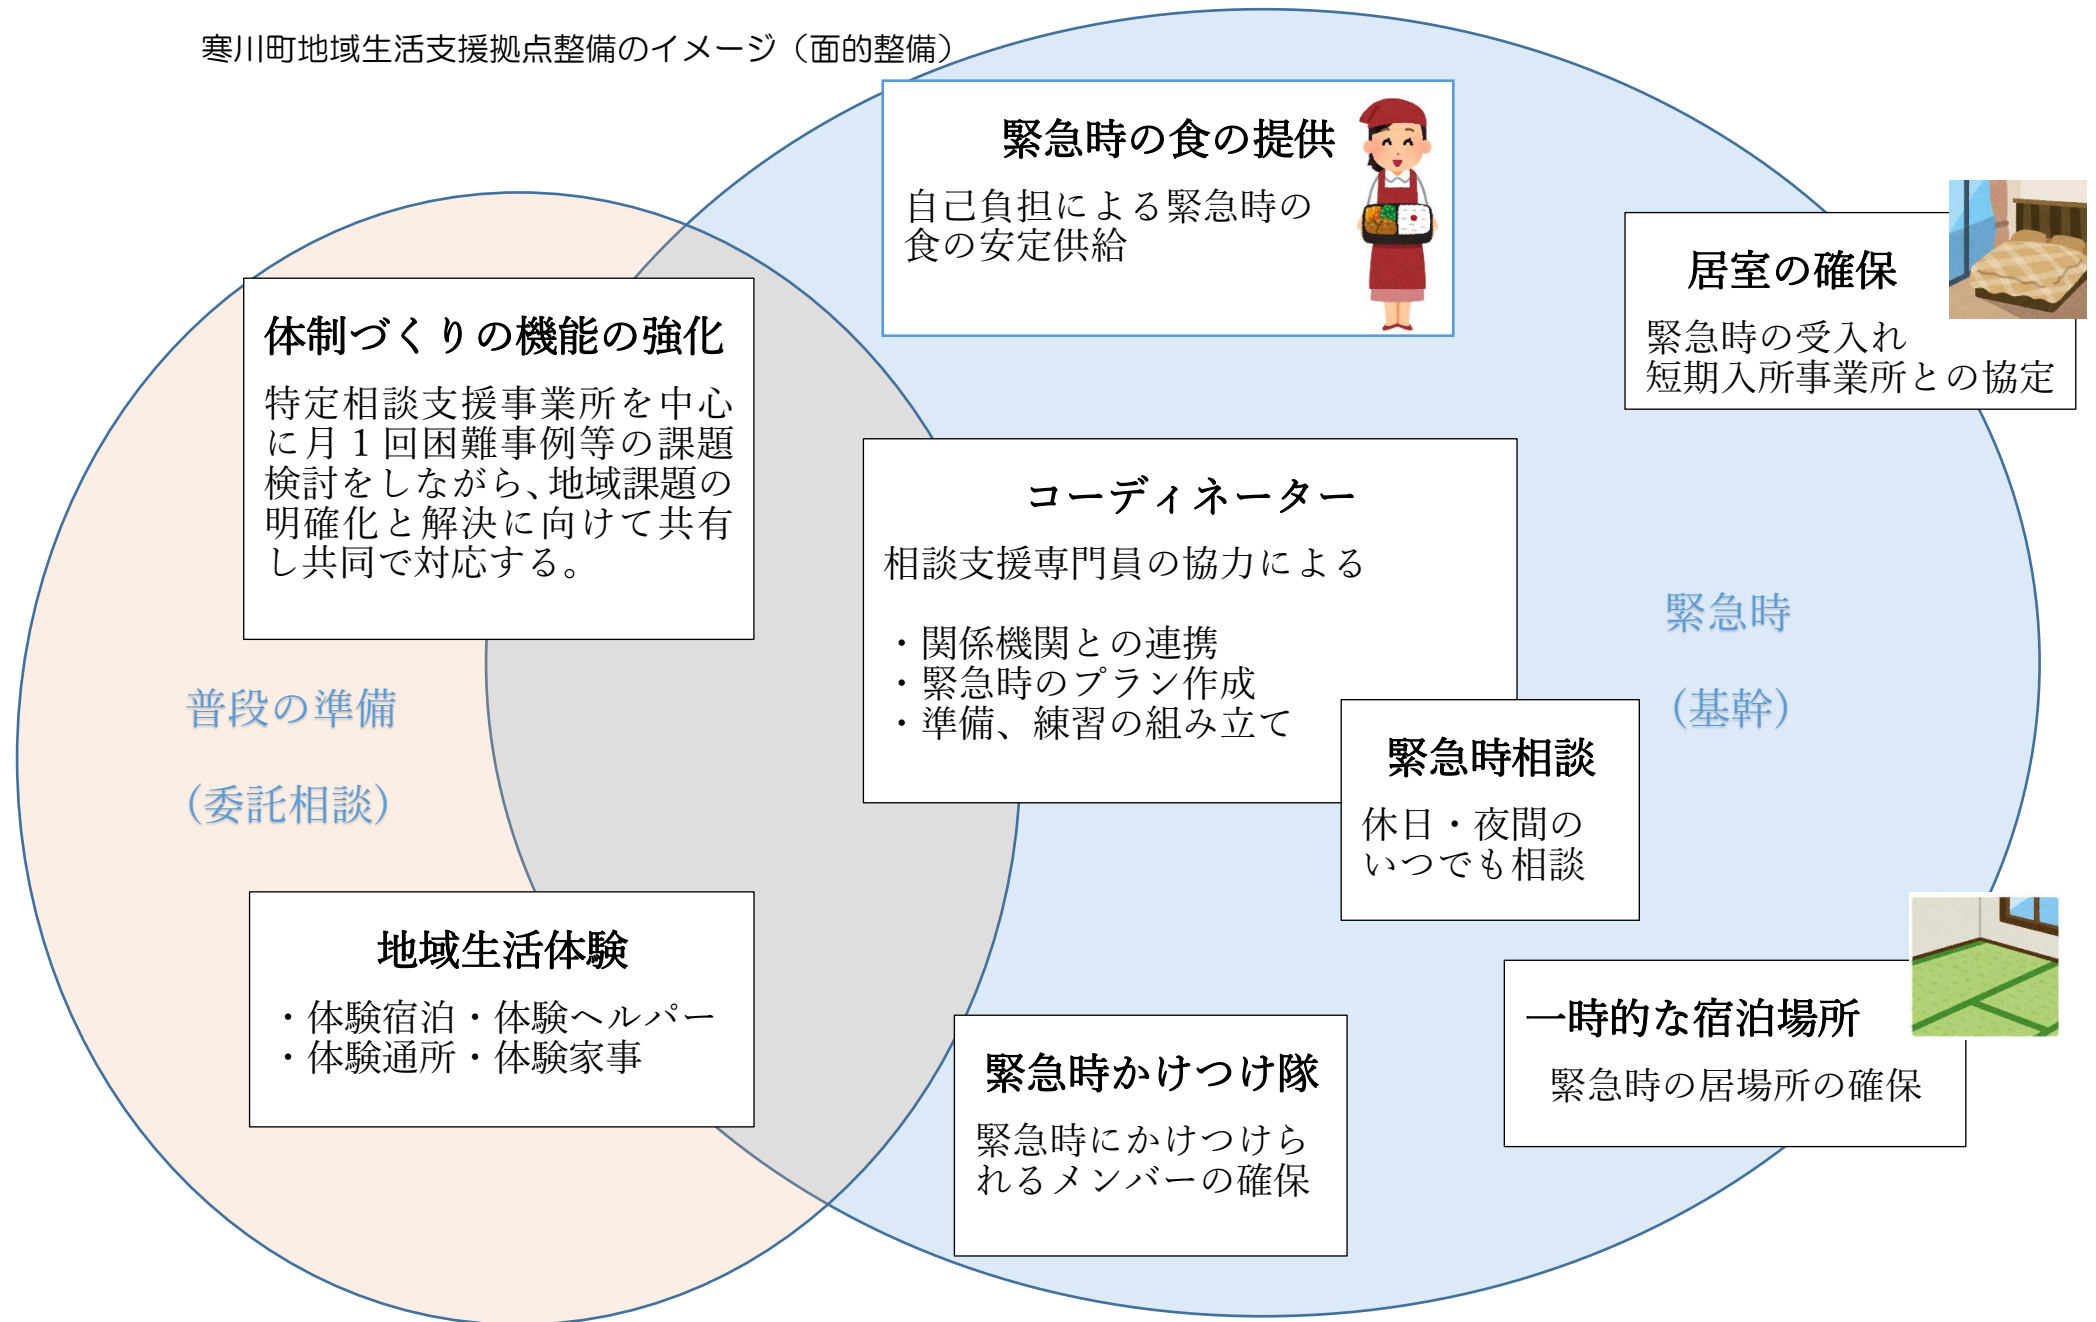 寒川町地域生活支援拠点整備のイメージ（面的整備）
緊急時の食の提供
自己負担による緊急時の
食の安定供給
居室の確保
緊急時の受入れ
短期入所事業所との協定
体制づくりの機能の強化
特定相談支援事業所を中心
に月１回困難事例等の課題
検討をしながら、地域課題の
明確化と解決に向けて共有
し共同で対応する。
コーディネーター
相談支援専門員の協力による
・関係機関との連携
・緊急時のプラン作成
・準備、練習の組み立て
緊急時
（基幹）
普段の準備
（委託相談）
緊急時相談
休日・夜間の
いつでも相談
地域生活体験
・体験宿泊・体験ヘルパー
・体験通所・体験家事
緊急時かけつけ隊
緊急時にかけつけら
れるメンバーの確保
一時的な宿泊場所
緊急時の居場所の確保